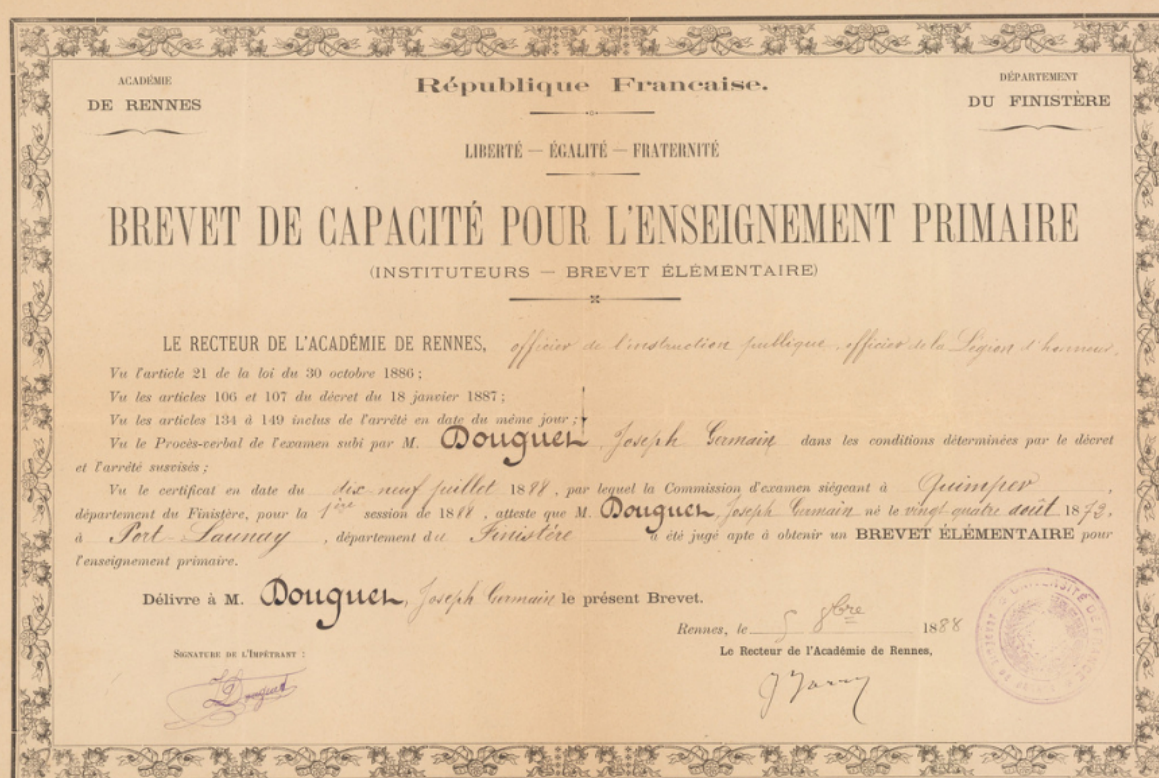 ACADÉMIE
DE RENNES
République Francaise.
DÉPARTEMENT
DU FINISTÈRE
LIBERTÉ — ÉGALITÉ — FRATERNITÉ
BREVET DE CAPACITÉ POUR L'ENSEIGNEMENT PRIMAIRE
(INSTITUTEURS — BREVET ÉLÉMENTAIRE)
LE RECTEUR DE L'ACADÉMIE DE RENNES, officier de l'instruction publique, officier de la Légion d'honneur,
Vu l'article 21 de la loi du 30 octobre 1886 ;
Vu les articles 106 et 107 du décret du 18 janvier 1887 ;
Vu les articles 134 à 149 inclus de l'arrêté en date du même jour ;
Vu le Procès-verbal de l'examen subi par M. Douguet, Joseph Germain dans les conditions déterminées par le décret
et l'arrêté susvisés ;
Vu le certificat en date du dix neuf juillet 1888, par lequel la Commission d'examen siégeant à Quimper,
département du Finistère, pour la 1ère session de 1888, atteste que M. Douguet, Joseph Germain né le vingt quatre août 1872,
à Port-Launay, département du Finistère a été jugé apte à obtenir un BREVET ÉLÉMENTAIRE pour
l'enseignement primaire.
Délivré à M. Douguet, Joseph Germain le présent Brevet.
Rennes, le 5 8bre 1888
Le Recteur de l'Académie de Rennes,
J Jarry
SIGNATURE DE L'IMPÉTRANT :
JDouguet
UNIVERSITÉ DE FRANCE